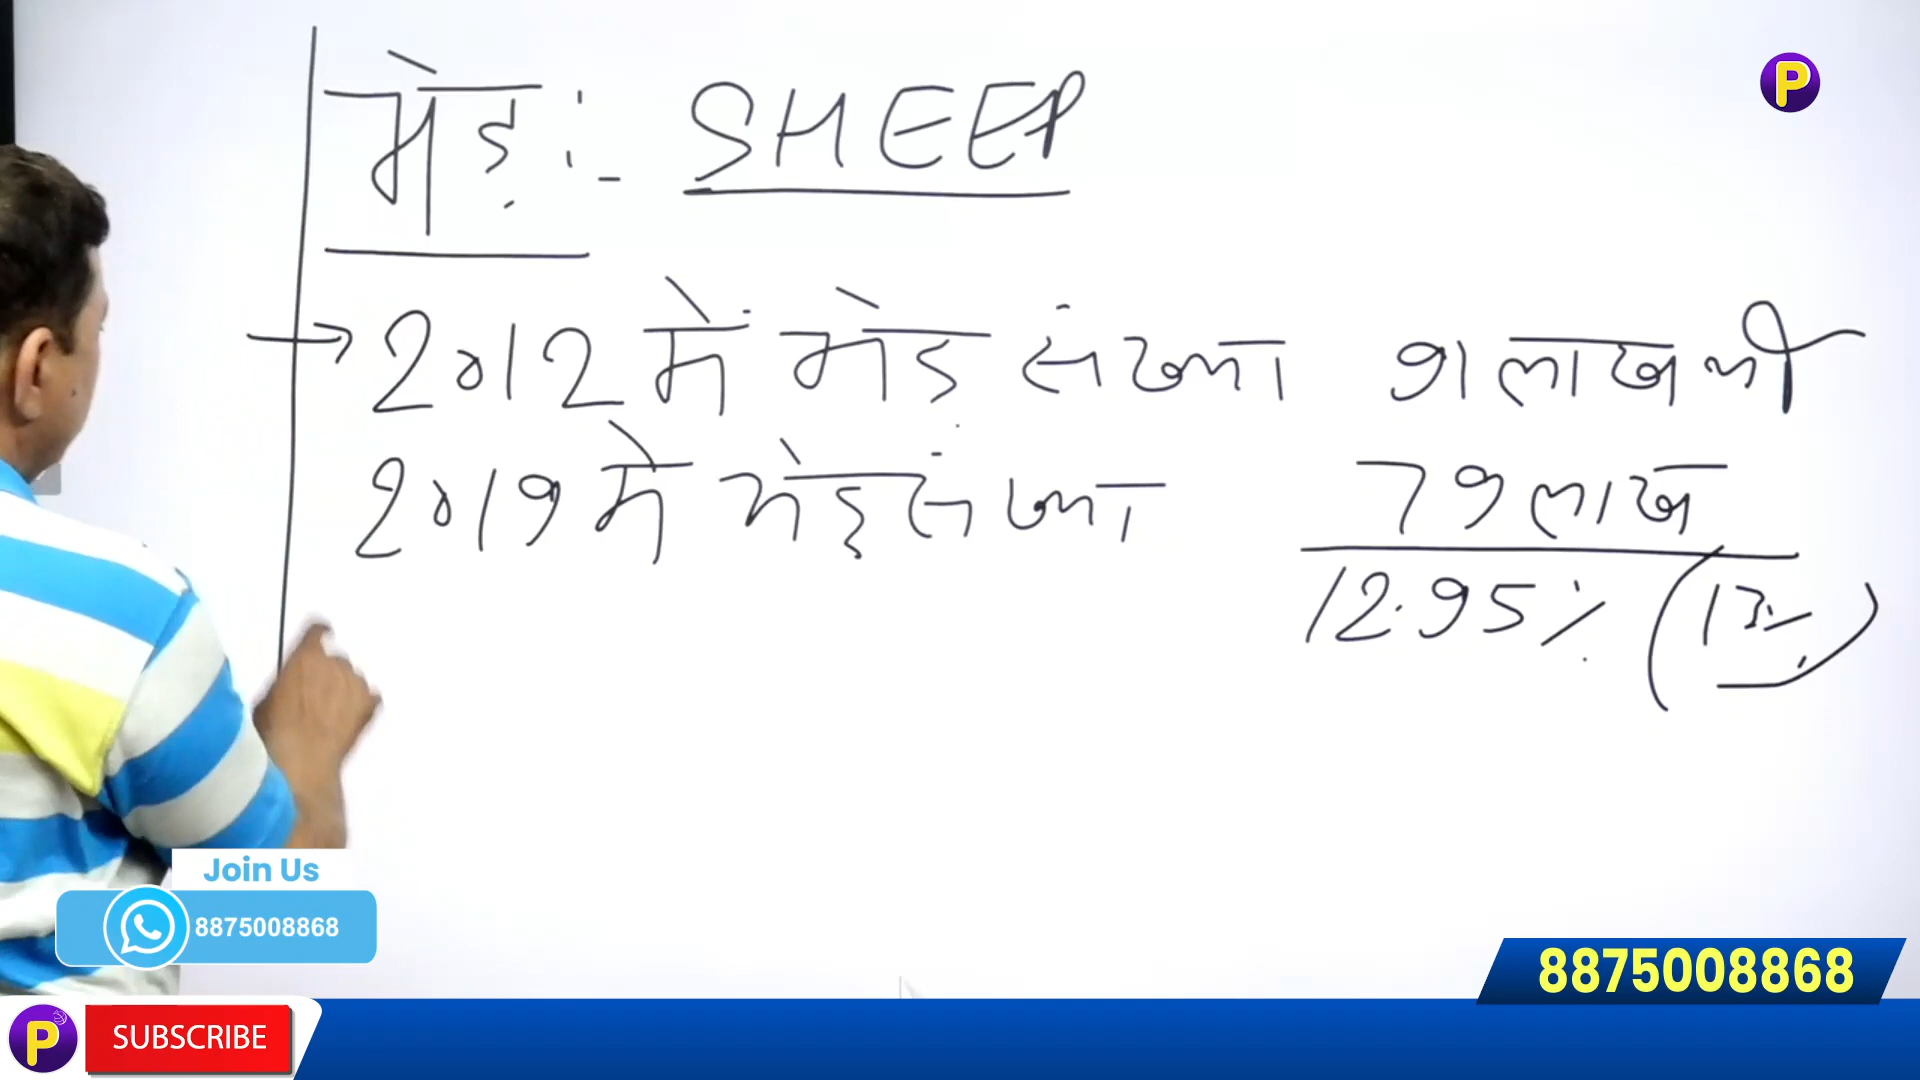 भेड़ :- SHEEP
→ 2012 में भेड़ संख्या 91 लाख थी
2019 में भेड़ संख्या 79 लाख
12.95% (13%)
Join Us
8875008868
8875008868
P
P SUBSCRIBE